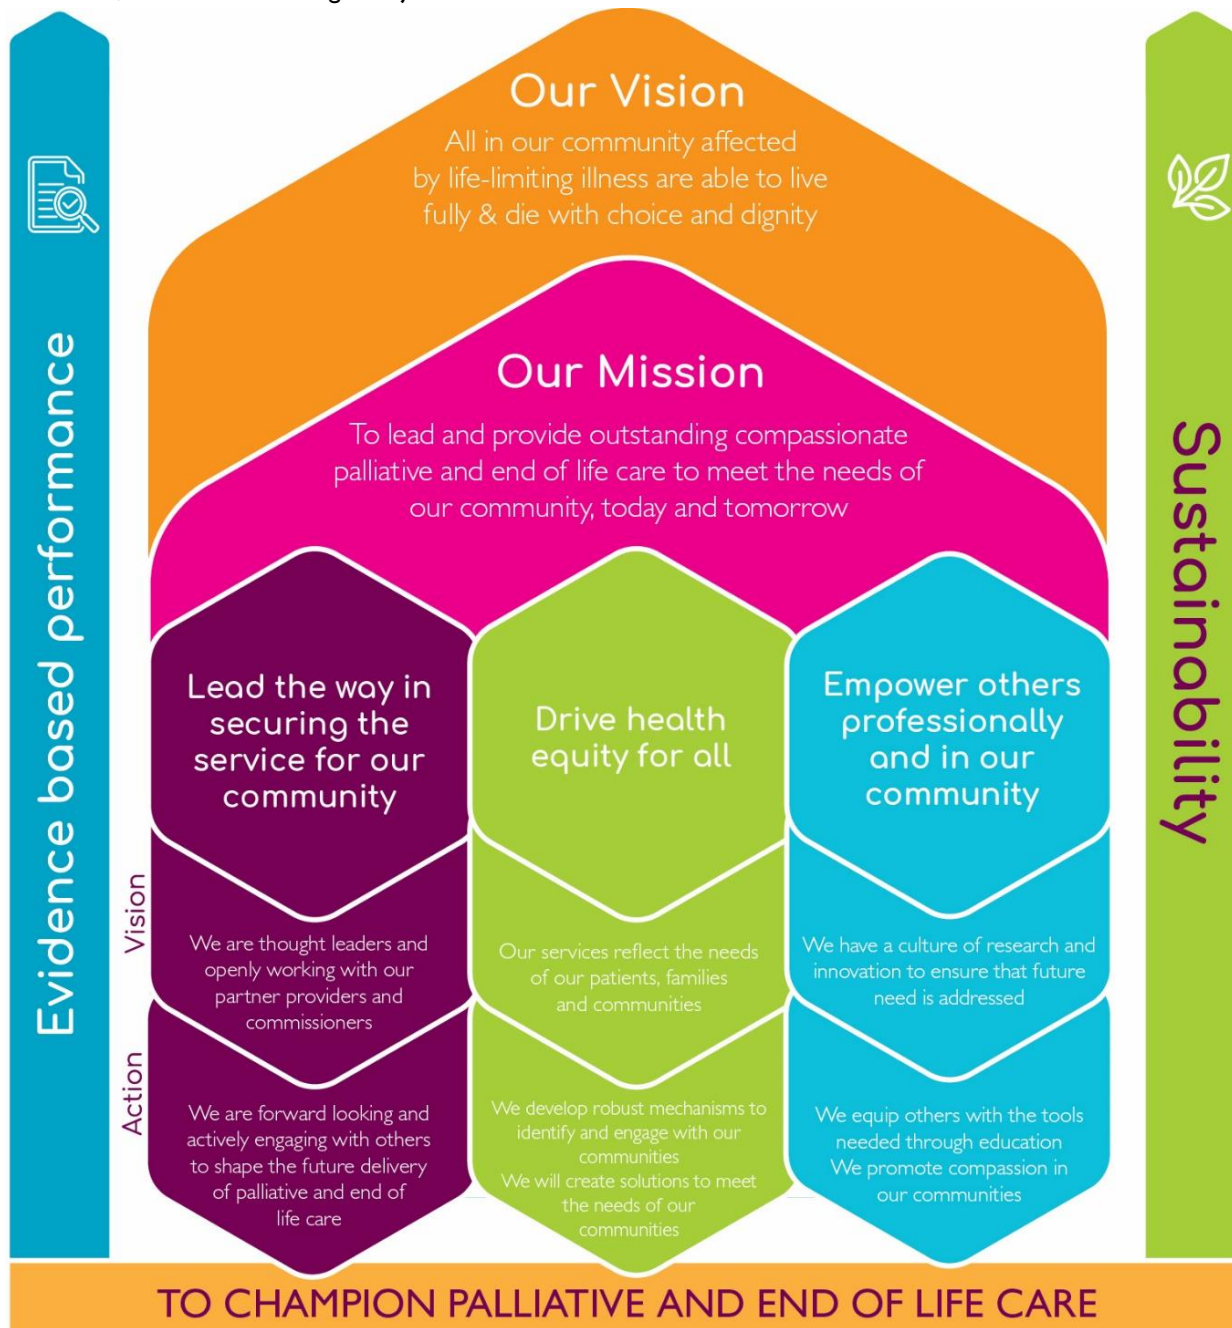 Our Vision
All in our community affected
by life-limiting illness are able to live
fully & die with choice and dignity
Our Mission
To lead and provide outstanding compassionate
palliative and end of life care to meet the needs of
our community, today and tomorrow
Evidence based performance
Sustainability
Lead the way in
securing the
service for our
community
Drive health
equity for all
Empower others
professionally
and in our
community
Vision
We are thought leaders and
openly working with our
partner providers and
commissioners
Our services reflect the needs
of our patients, families
and communities
We have a culture of research and
innovation to ensure that future
need is addressed
Action
We are forward looking and
actively engaging with others
to shape the future delivery
of palliative and end of
life care
We develop robust mechanisms to
identify and engage with our
communities
We will create solutions to meet
the needs of our
communities
We equip others with the tools
needed through education
We promote compassion in
our communities
TO CHAMPION PALLIATIVE AND END OF LIFE CARE